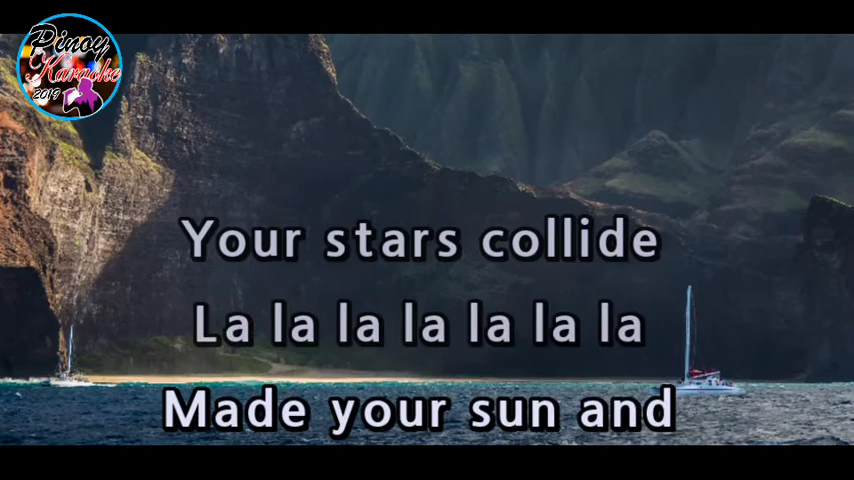 Pinoy
Karaoke
2019
Your stars collide
La la la la la la la
Made your sun and